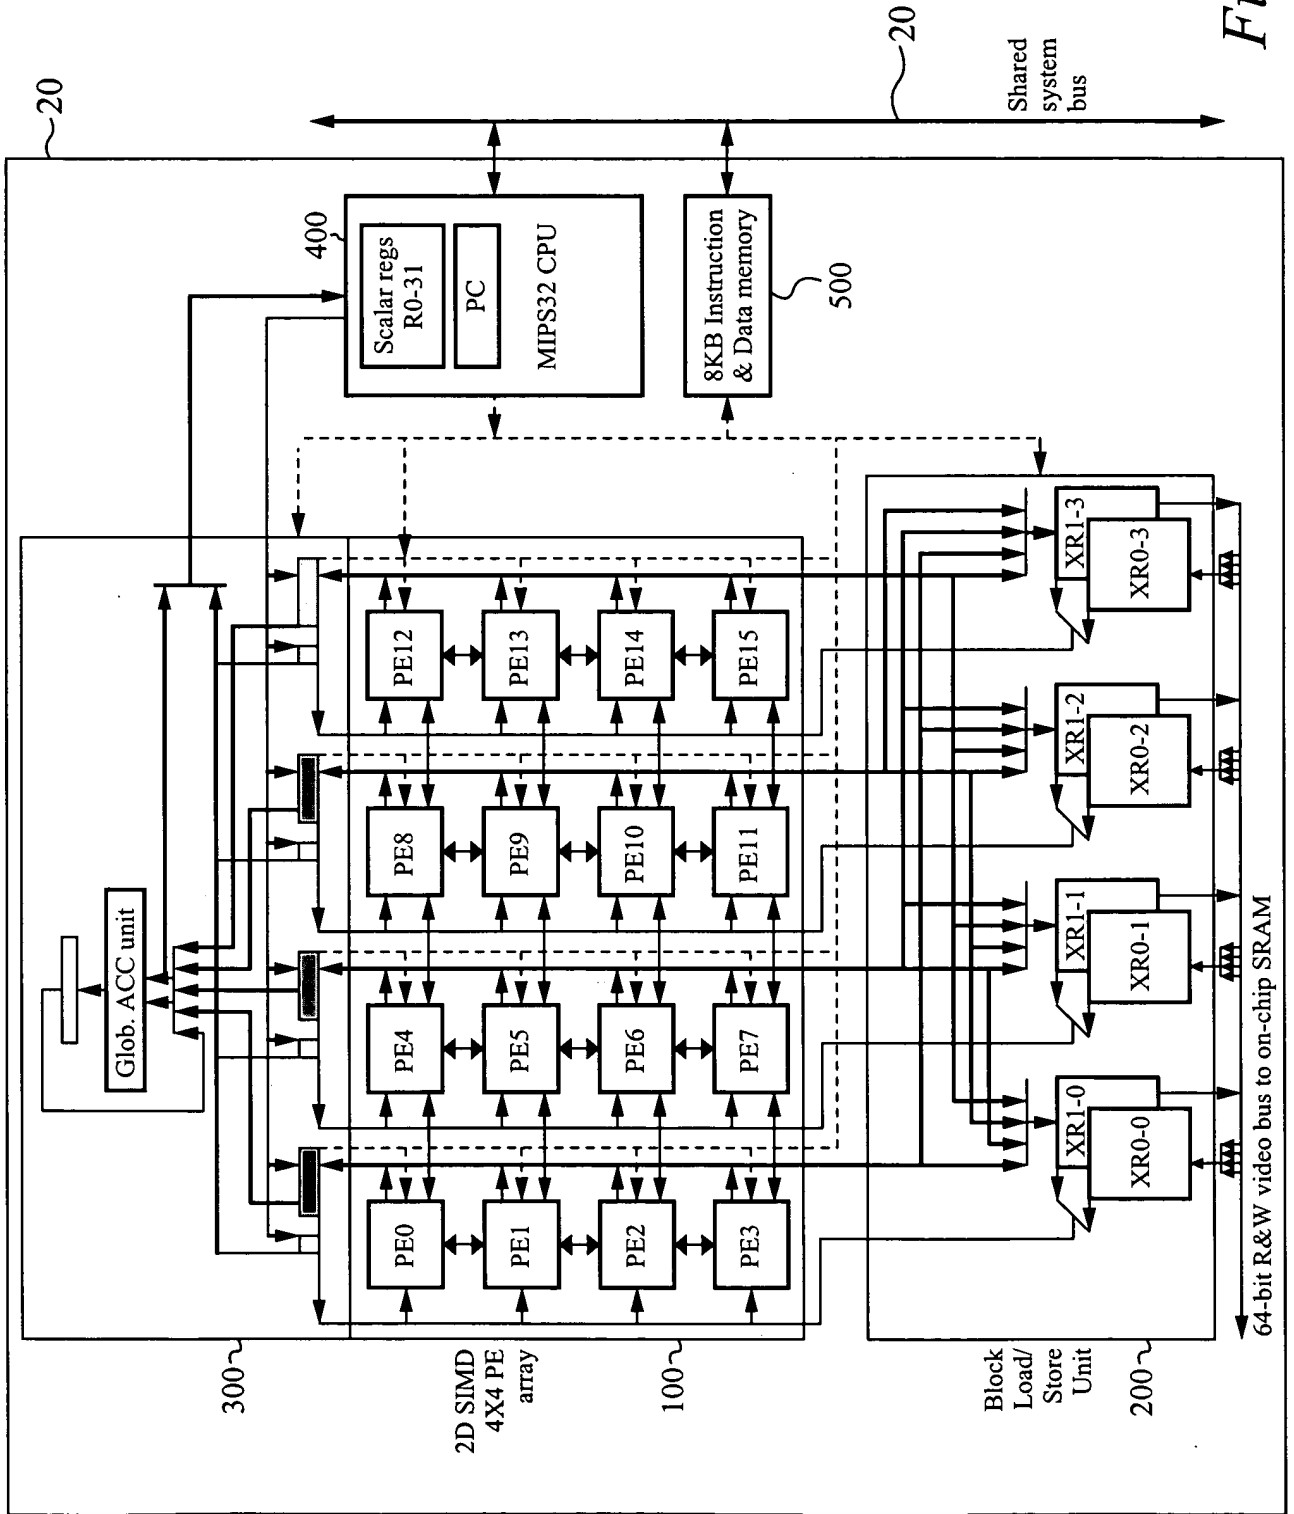 20
300
Glob. ACC unit
400
Scalar regs
R0-31
PC
MIPS32 CPU
8KB Instruction
& Data memory
500
20
Shared
system
bus
2D SIMD
4X4 PE
array
100
PE0
PE4
PE8
PE12
PE1
PE5
PE9
PE13
PE2
PE6
PE10
PE14
PE3
PE7
PE11
PE15
Block
Load/
Store
Unit
200
XR1-0
XR0-0
XR1-1
XR0-1
XR1-2
XR0-2
XR1-3
XR0-3
64-bit R&W video bus to on-chip SRAM